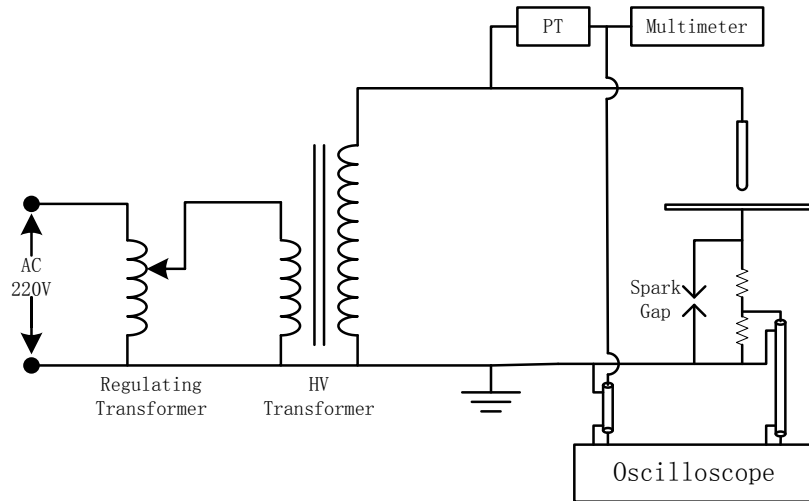 PT
Multimeter
AC
220V
Spark
Gap
Regulating
Transformer
HV
Transformer
Oscilloscope